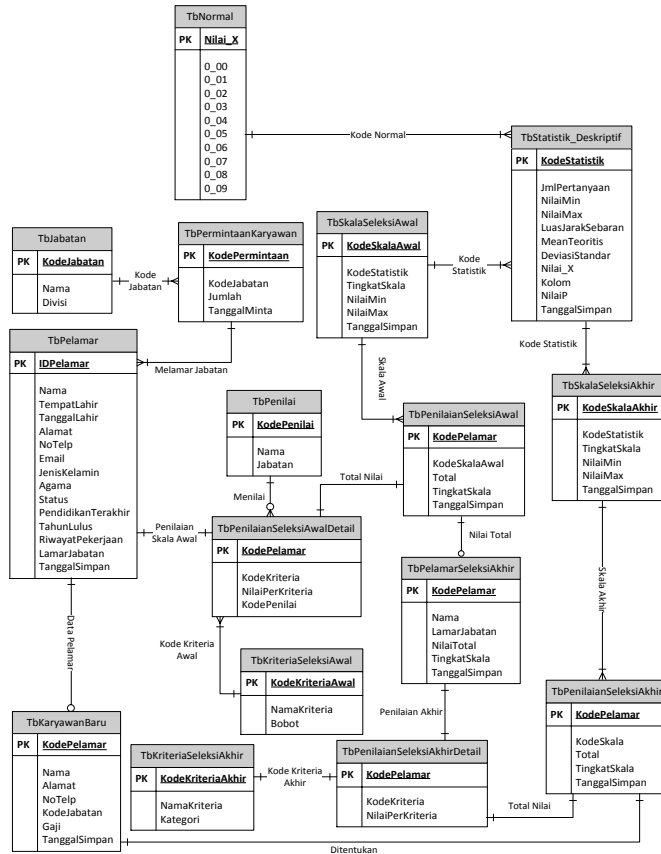 TbNormal
PK Nilai_X
0_00
0_01
0_02
0_03
0_04
0_05
0_06
0_07
0_08
0_09
Kode Normal
TbStatistik_Deskriptif
PK KodeStatistik
JmlPertanyaan
NilaiMin
NilaiMax
LuasJarakSebaran
MeanTeoritis
DeviasiStandar
Nilai_X
Kolom
NilaiP
TanggalSimpan
TbSkalaSeleksiAwal
PK KodeSkalaAwal
KodeStatistik
TingkatSkala
NilaiMin
NilaiMax
TanggalSimpan
Kode
Statistik
TbJabatan
PK KodeJabatan
Nama
Divisi
Kode
Jabatan
TbPermintaanKaryawan
PK KodePermintaan
KodeJabatan
Jumlah
TanggalMinta
Melamar Jabatan
Kode Statistik
Skala
Awal
TbPelamar
PK IDPelamar
Nama
TempatLahir
TanggalLahir
Alamat
NoTelp
Email
JenisKelamin
Agama
Status
PendidikanTerakhir
TahunLulus
RiwayatPekerjaan
LamarJabatan
TanggalSimpan
TbPenilai
PK KodePenilai
Nama
Jabatan
Menilai
Total Nilai
TbPenilaianSeleksiAwal
PK KodePelamar
KodeSkalaAwal
Total
TingkatSkala
TanggalSimpan
TbSkalaSeleksiAkhir
PK KodeSkalaAkhir
KodeStatistik
TingkatSkala
NilaiMin
NilaiMax
TanggalSimpan
Penilaian
Skala Awal
TbPenilaianSeleksiAwalDetail
PK KodePelamar
KodeKriteria
NilaiPerKriteria
KodePenilai
Nilai Total
TbPelamarSeleksiAkhir
PK KodePelamar
Nama
LamarJabatan
NilaiTotal
TingkatSkala
TanggalSimpan
Skala
Akhir
Data Pelamar
Kode Kriteria
Awal
TbKriteriaSeleksiAwal
PK KodeKriteriaAwal
NamaKriteria
Bobot
Penilaian Akhir
TbPenilaianSeleksiAkhir
PK KodePelamar
KodeSkala
Total
TingkatSkala
TanggalSimpan
TbKaryawanBaru
PK KodePelamar
Nama
Alamat
NoTelp
KodeJabatan
Gaji
TanggalSimpan
TbKriteriaSeleksiAkhir
PK KodeKriteriaAkhir
NamaKriteria
Kategori
Kode Kriteria
Akhir
TbPenilaianSeleksiAkhirDetail
PK KodePelamar
KodeKriteria
NilaiPerKriteria
Total Nilai
Ditentukan